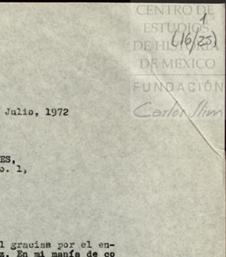 CENTRO DE
ESTUDIOS
DE HISTORIA
DE MEXICO
FUNDACIÓN
Carlos Slim
1
(16/25)
Julio, 1972
ES,
o. 1,
l gracias por el en-
z. En mi manía de co